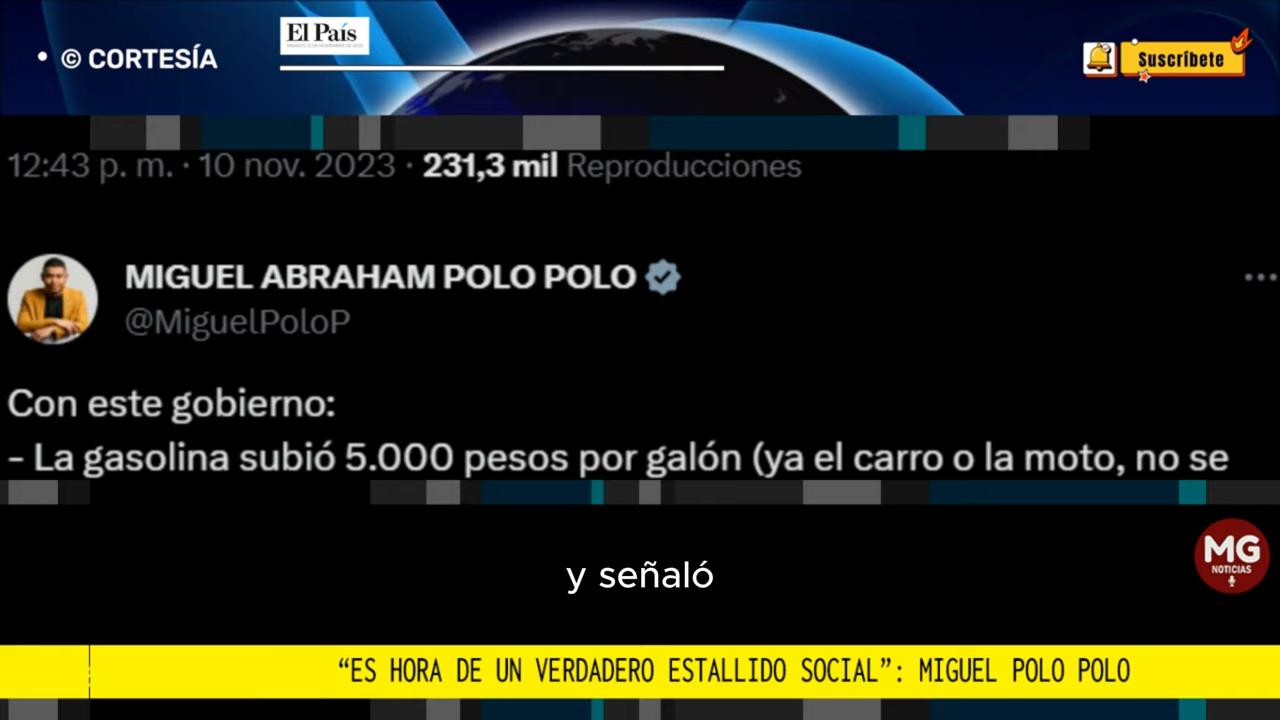 • © CORTESÍA
El País
Suscríbete
12:43 p. m. · 10 nov. 2023 · 231,3 mil Reproducciones
MIGUEL ABRAHAM POLO POLO
@MiguelPoloP
Con este gobierno:
- La gasolina subió 5.000 pesos por galón (ya el carro o la moto, no se
y señaló
MG
NOTICIAS
“ES HORA DE UN VERDADERO ESTALLIDO SOCIAL”: MIGUEL POLO POLO